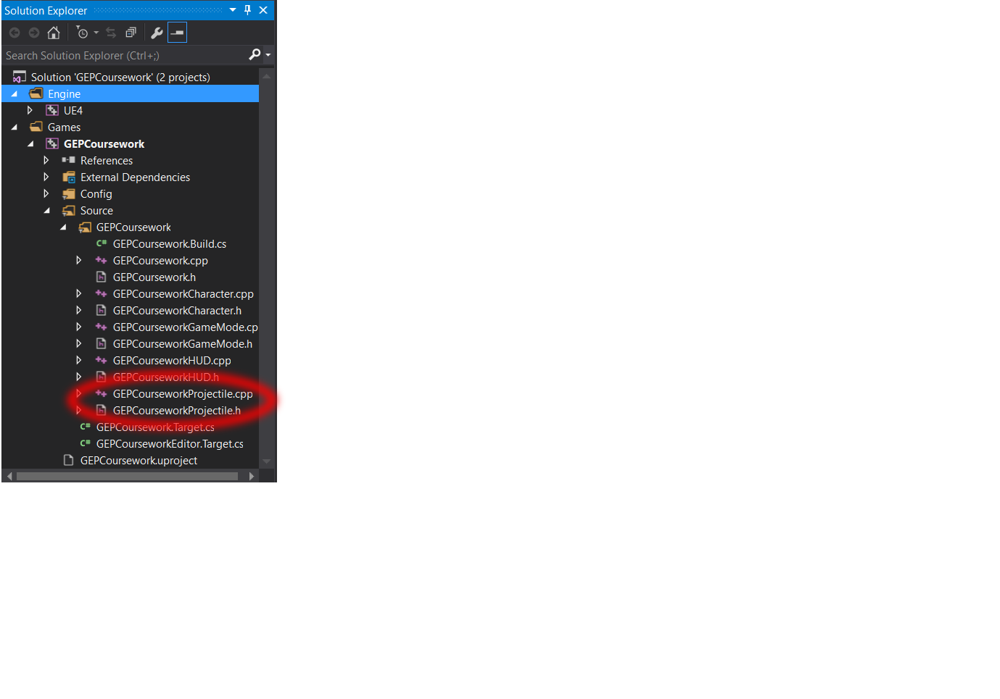 Solution Explorer
Search Solution Explorer (Ctrl+;)
Solution 'GEPCoursework' (2 projects)
Engine
UE4
Games
GEPCoursework
References
External Dependencies
Config
Source
GEPCoursework
GEPCoursework.Build.cs
GEPCoursework.cpp
GEPCoursework.h
GEPCourseworkCharacter.cpp
GEPCourseworkCharacter.h
GEPCourseworkGameMode.cp
GEPCourseworkGameMode.h
GEPCourseworkHUD.cpp
GEPCourseworkHUD.h
GEPCourseworkProjectile.cpp
GEPCourseworkProjectile.h
GEPCoursework.Target.cs
GEPCourseworkEditor.Target.cs
GEPCoursework.uproject